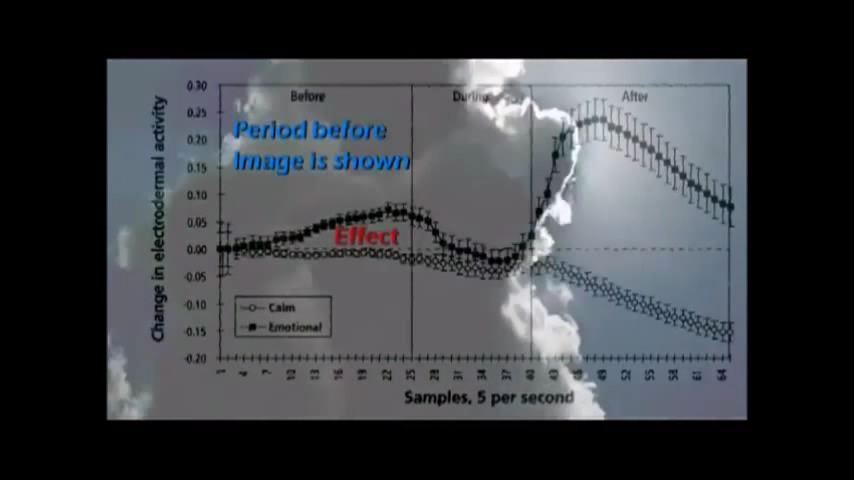 0.30
0.25
0.20
0.15
0.10
0.05
0.00
-0.05
-0.10
-0.15
-0.20
Change in electrodermal activity
Before
During
After
Period before
Image is shown
Effect
Calm
Emotional
1 4 7 10 13 16 19 22 25 28 31 34 37 40 43 46 49 52 55 58 61 64
Samples, 5 per second